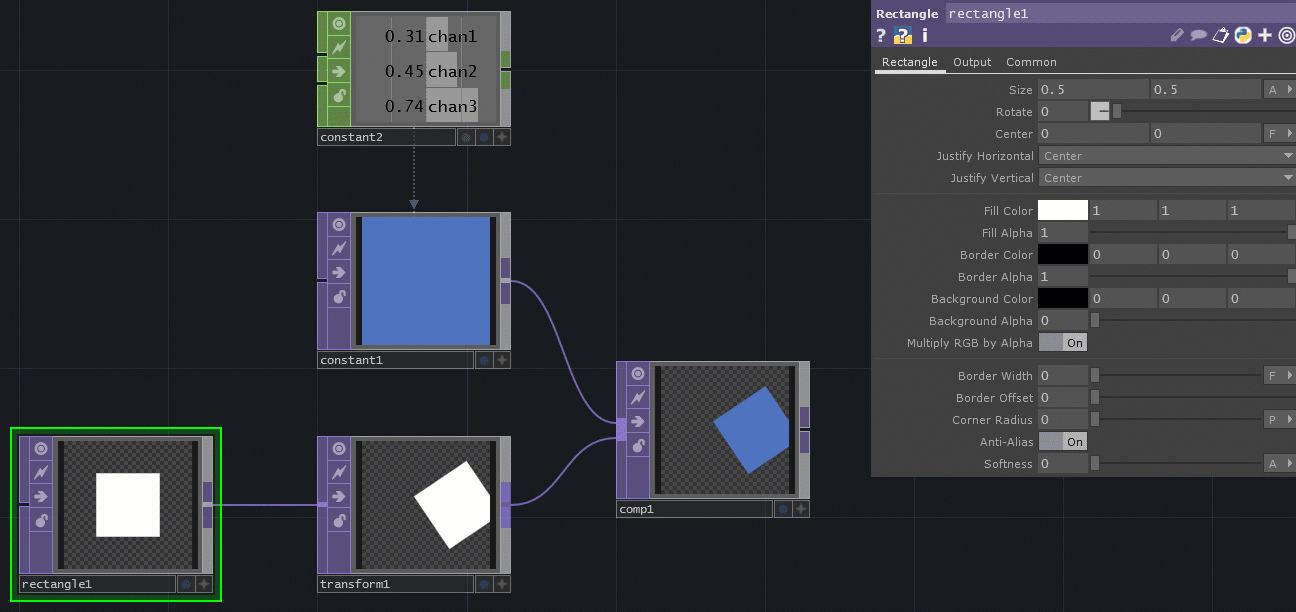 0.31 chan1
0.45 chan2
0.74 chan3
constant2
constant1
rectangle1
transform1
comp1
Rectangle rectangle1
? ? i
Rectangle Output Common
Size 0.5 0.5 A
Rotate 0
Center 0 0 F
Justify Horizontal Center
Justify Vertical Center
Fill Color 1 1 1
Fill Alpha 1
Border Color 0 0 0
Border Alpha 1
Background Color 0 0 0
Background Alpha 0
Multiply RGB by Alpha On
Border Width 0 F
Border Offset 0
Corner Radius 0 P
Anti-Alias On
Softness 0 A